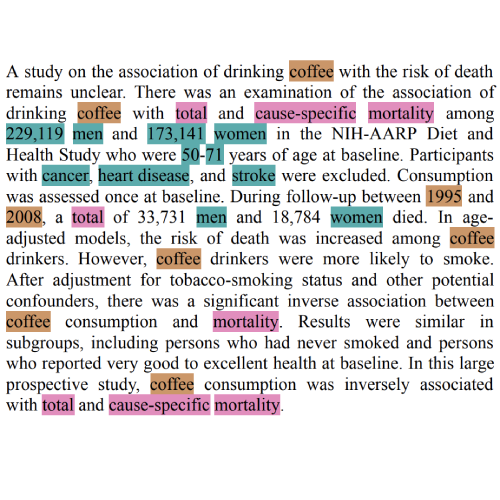 A study on the association of drinking coffee with the risk of death
remains unclear. There was an examination of the association of
drinking coffee with total and cause-specific mortality among
229,119 men and 173,141 women in the NIH-AARP Diet and
Health Study who were 50-71 years of age at baseline. Participants
with cancer, heart disease, and stroke were excluded. Consumption
was assessed once at baseline. During follow-up between 1995 and
2008, a total of 33,731 men and 18,784 women died. In age-
adjusted models, the risk of death was increased among coffee
drinkers. However, coffee drinkers were more likely to smoke.
After adjustment for tobacco-smoking status and other potential
confounders, there was a significant inverse association between
coffee consumption and mortality. Results were similar in
subgroups, including persons who had never smoked and persons
who reported very good to excellent health at baseline. In this large
prospective study, coffee consumption was inversely associated
with total and cause-specific mortality.